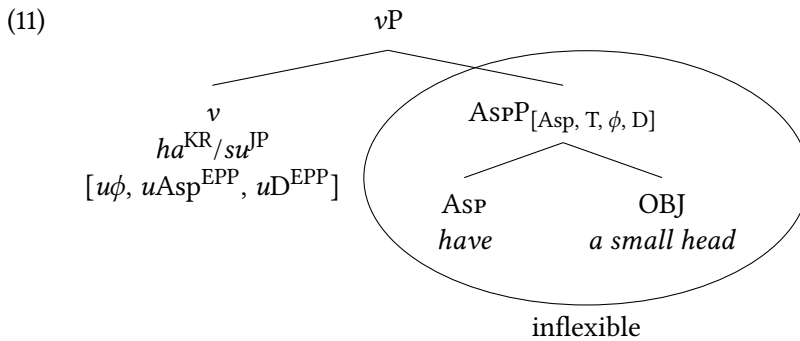 (11)
vP
v AspP[Asp, T, ϕ, D]
ha^KR/su^JP
[uϕ, uAsp^EPP, uD^EPP]
Asp OBJ
have a small head
inflexible